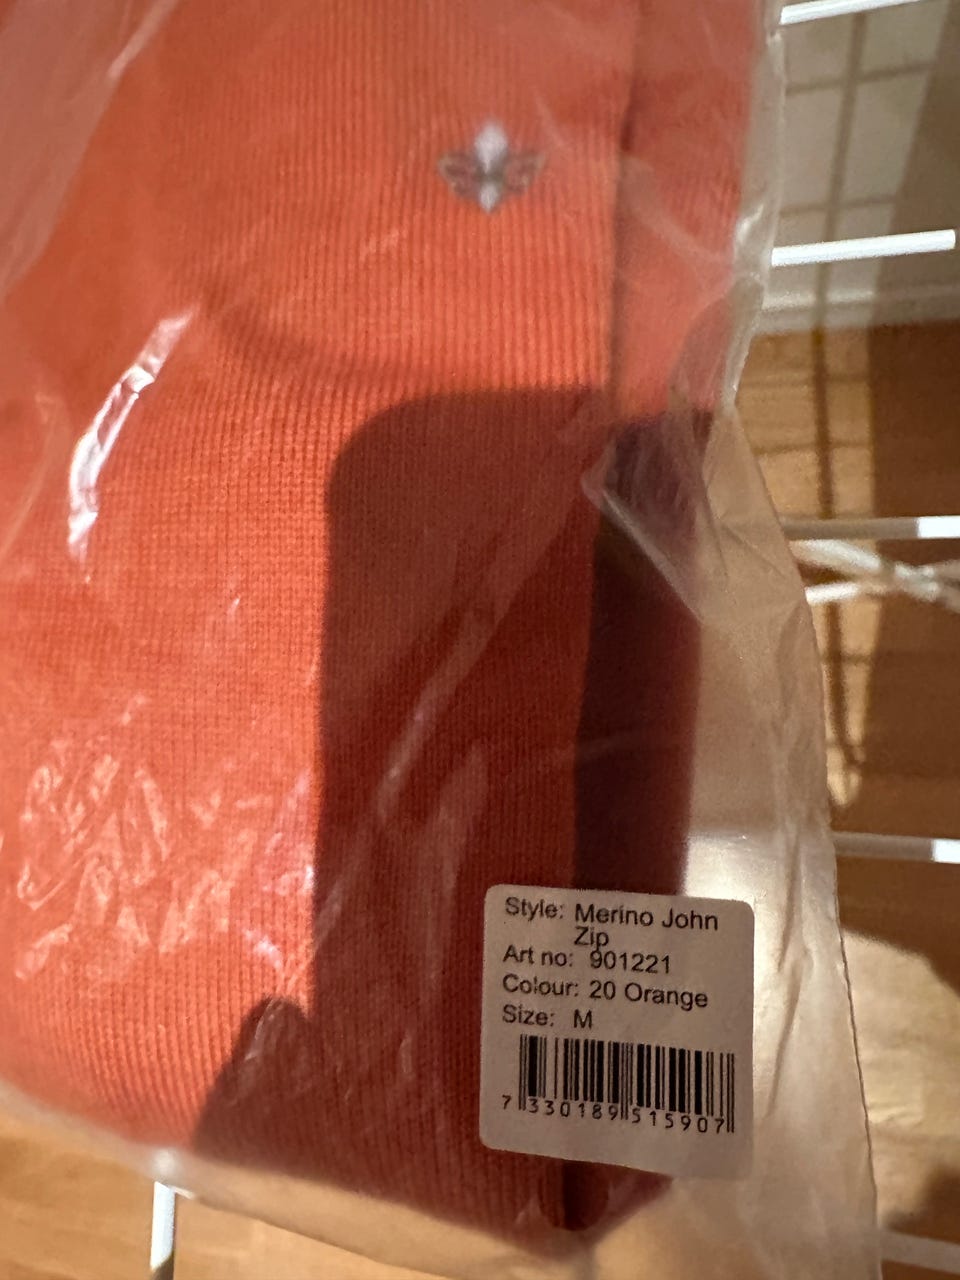 Style: Merino John
Zip
Art no: 901221
Colour: 20 Orange
Size: M
7 330189 515907